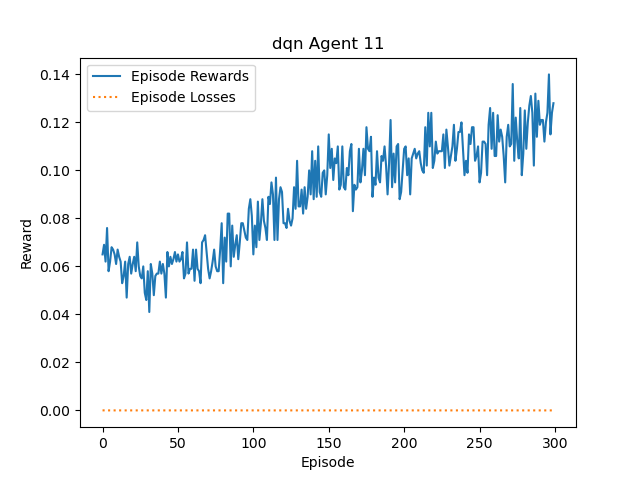 dqn Agent 11
Episode Rewards
Episode Losses
0.14
0.12
0.10
0.08
0.06
0.04
0.02
0.00
Reward
0 50 100 150 200 250 300
Episode